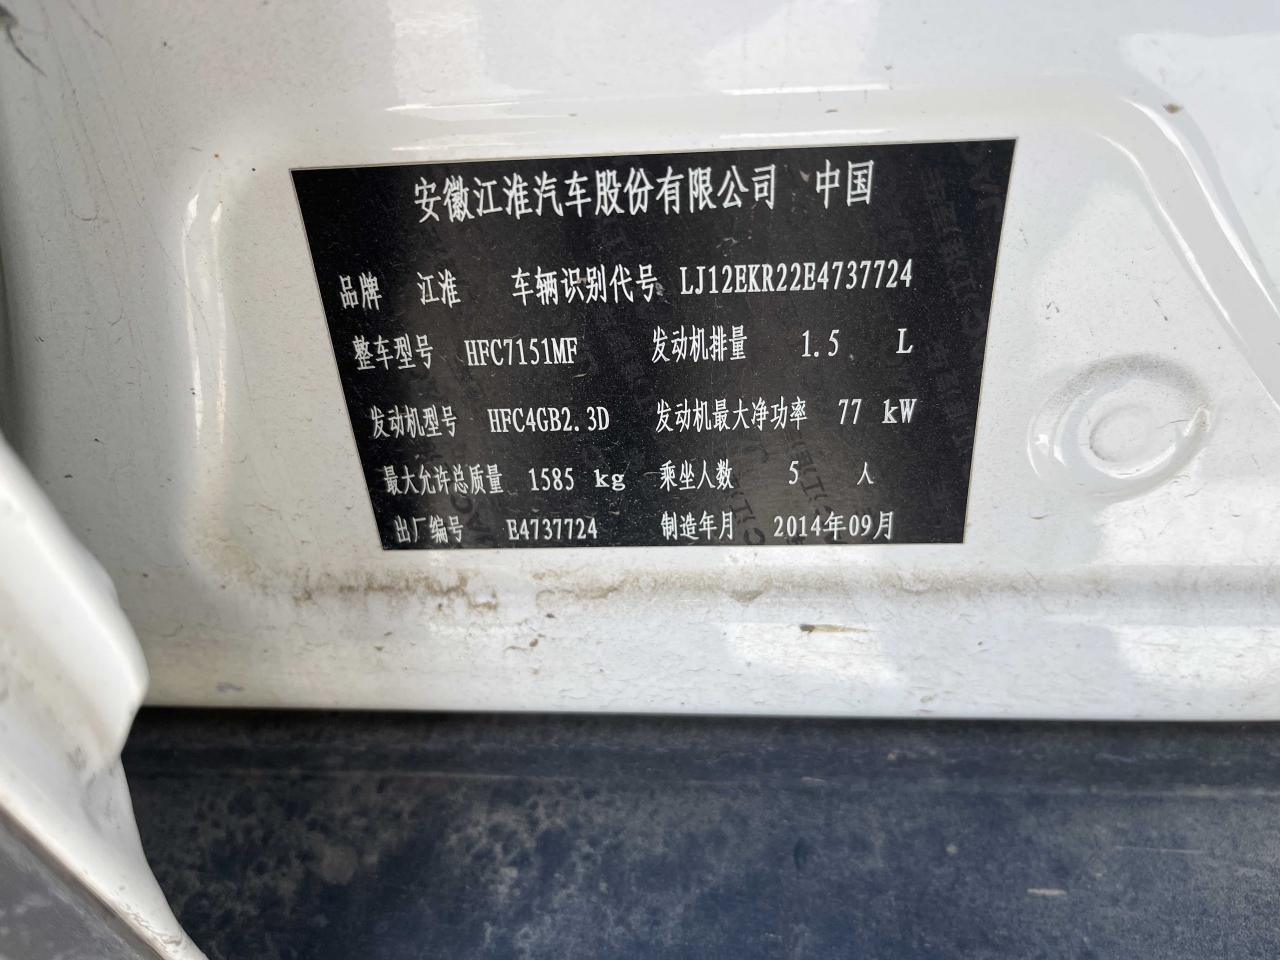 安徽江淮汽车股份有限公司 中国
品牌 江淮 车辆识别代号 LJ12EKR22E4737724
整车型号 HFC7151MF 发动机排量 1.5 L
发动机型号 HFC4GB2.3D 发动机最大净功率 77 kW
最大允许总质量 1585 kg 乘坐人数 5 人
出厂编号 E4737724 制造年月 2014年09月